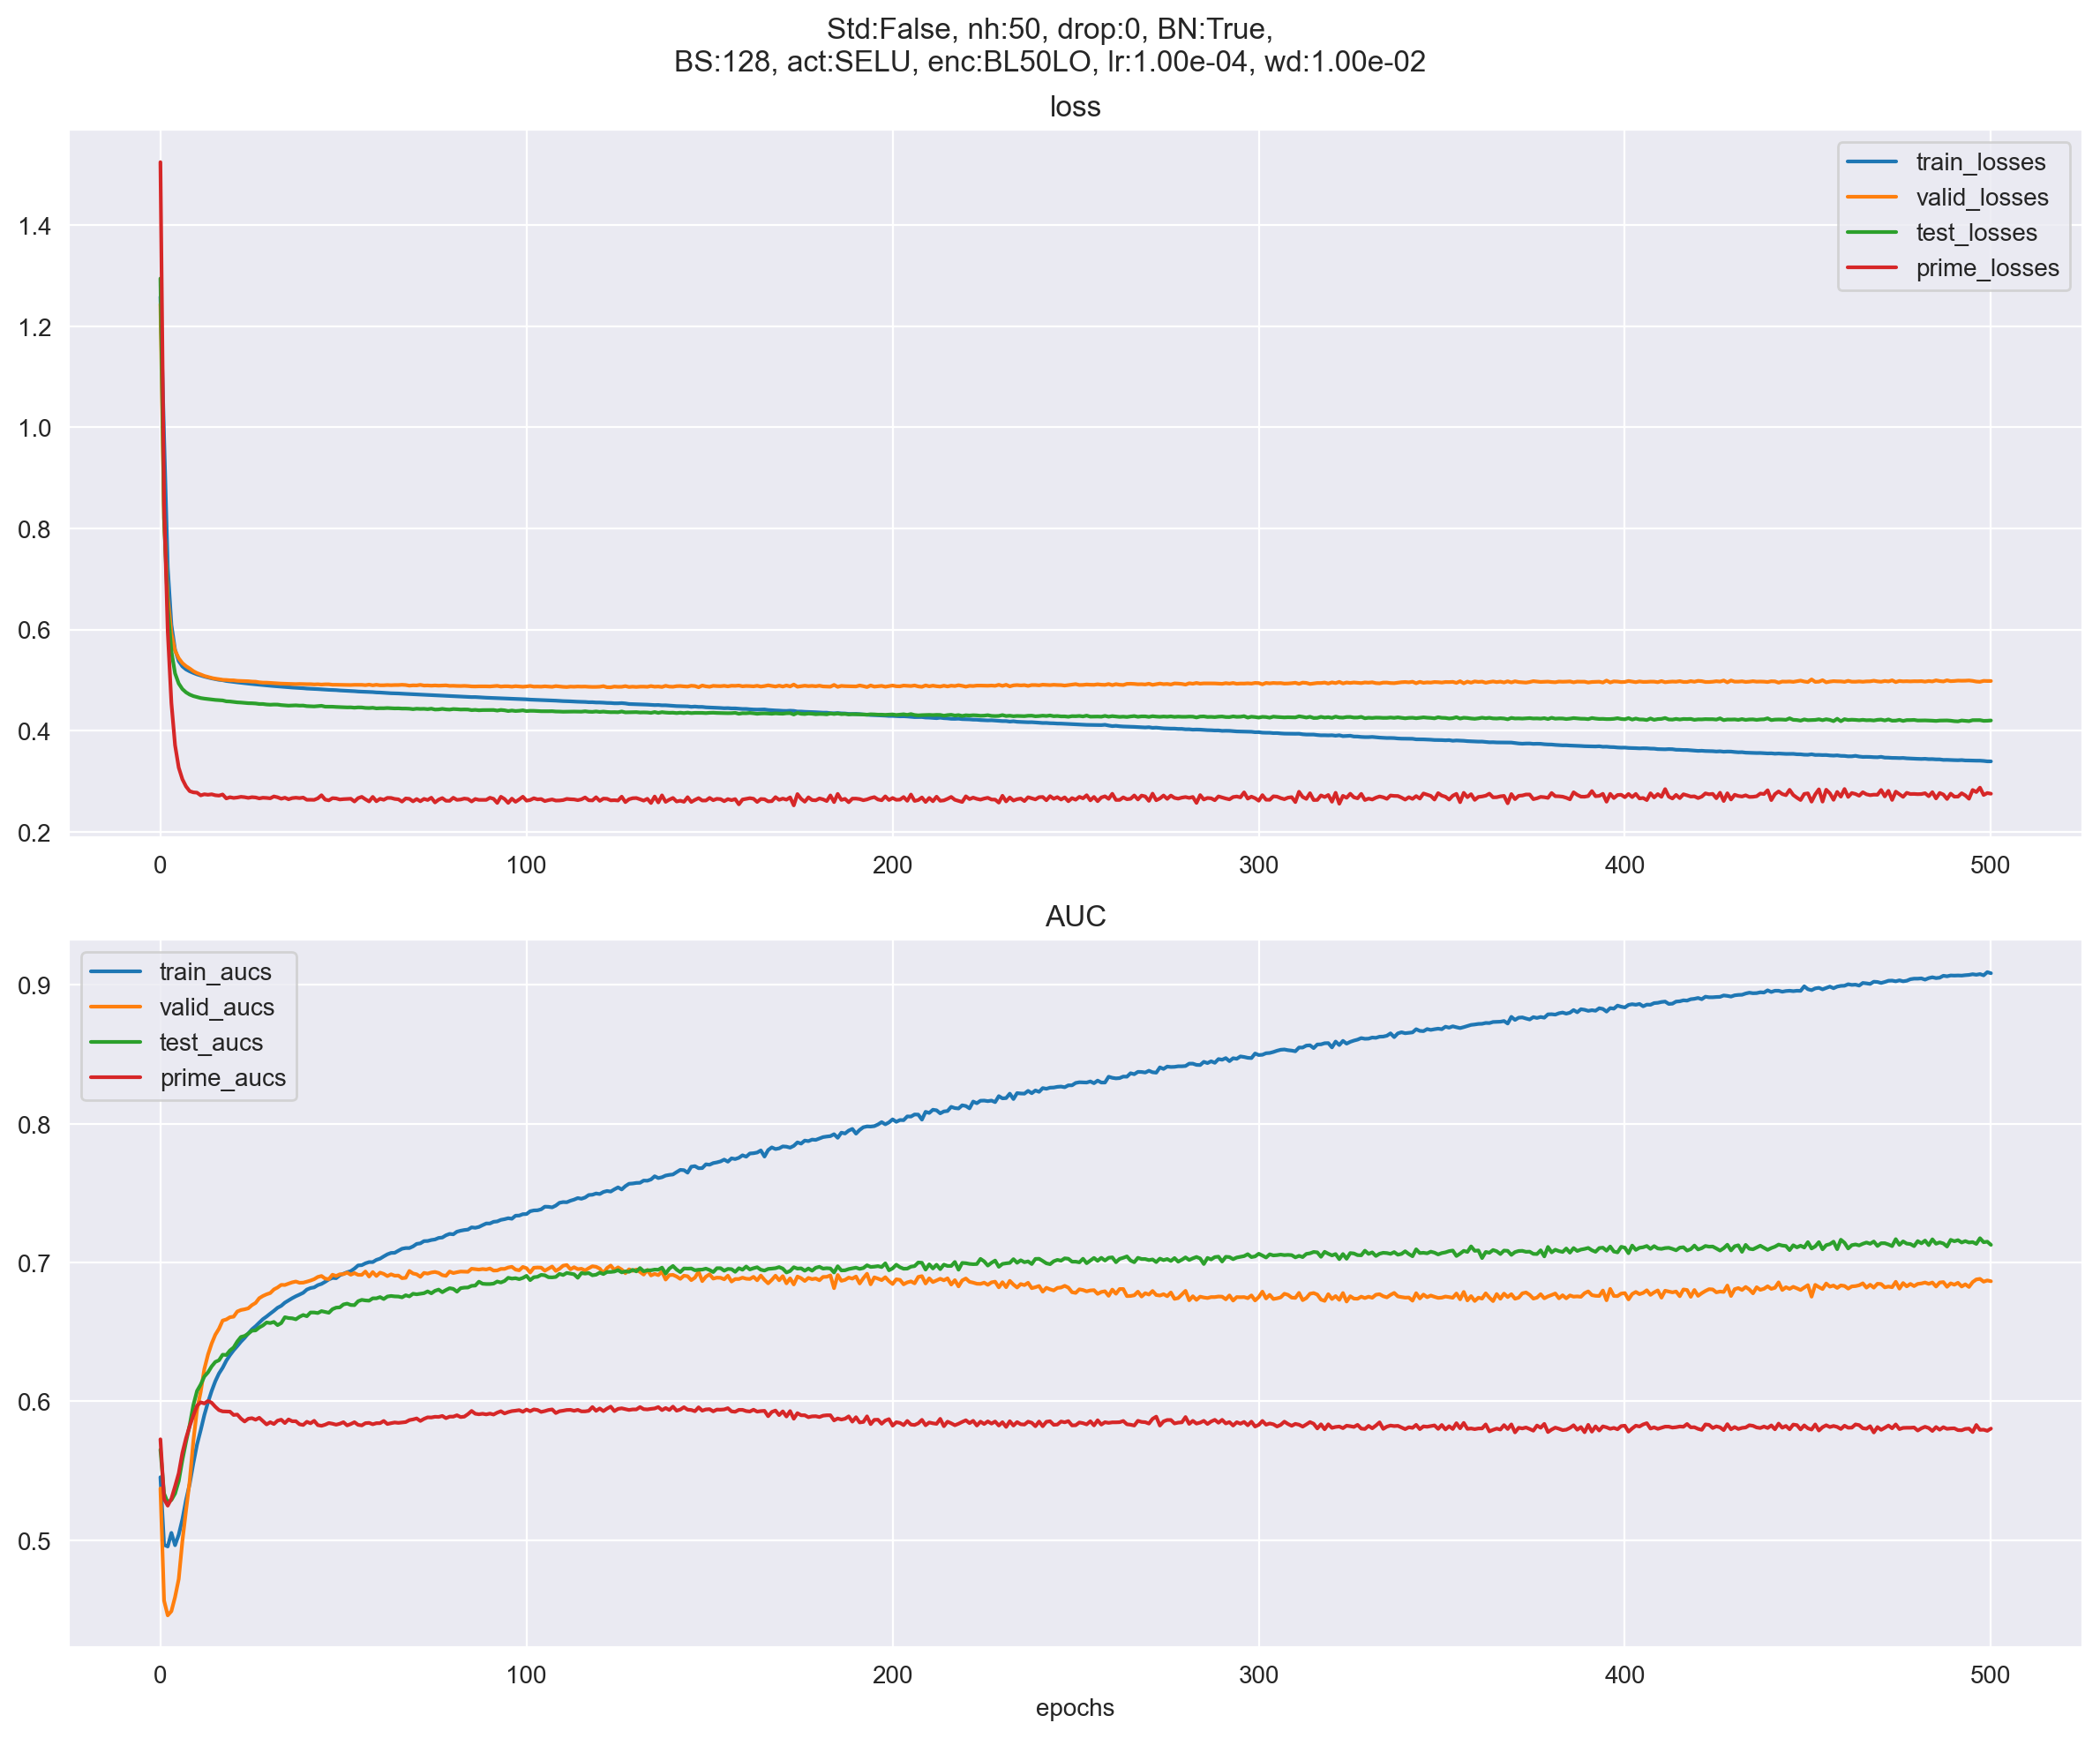 Std:False, nh:50, drop:0, BN:True,
BS:128, act:SELU, enc:BL50LO, lr:1.00e-04, wd:1.00e-02
loss
train_losses
valid_losses
test_losses
prime_losses
1.4
1.2
1.0
0.8
0.6
0.4
0.2
0 100 200 300 400 500
AUC
train_aucs
valid_aucs
test_aucs
prime_aucs
0.9
0.8
0.7
0.6
0.5
0 100 200 300 400 500
epochs